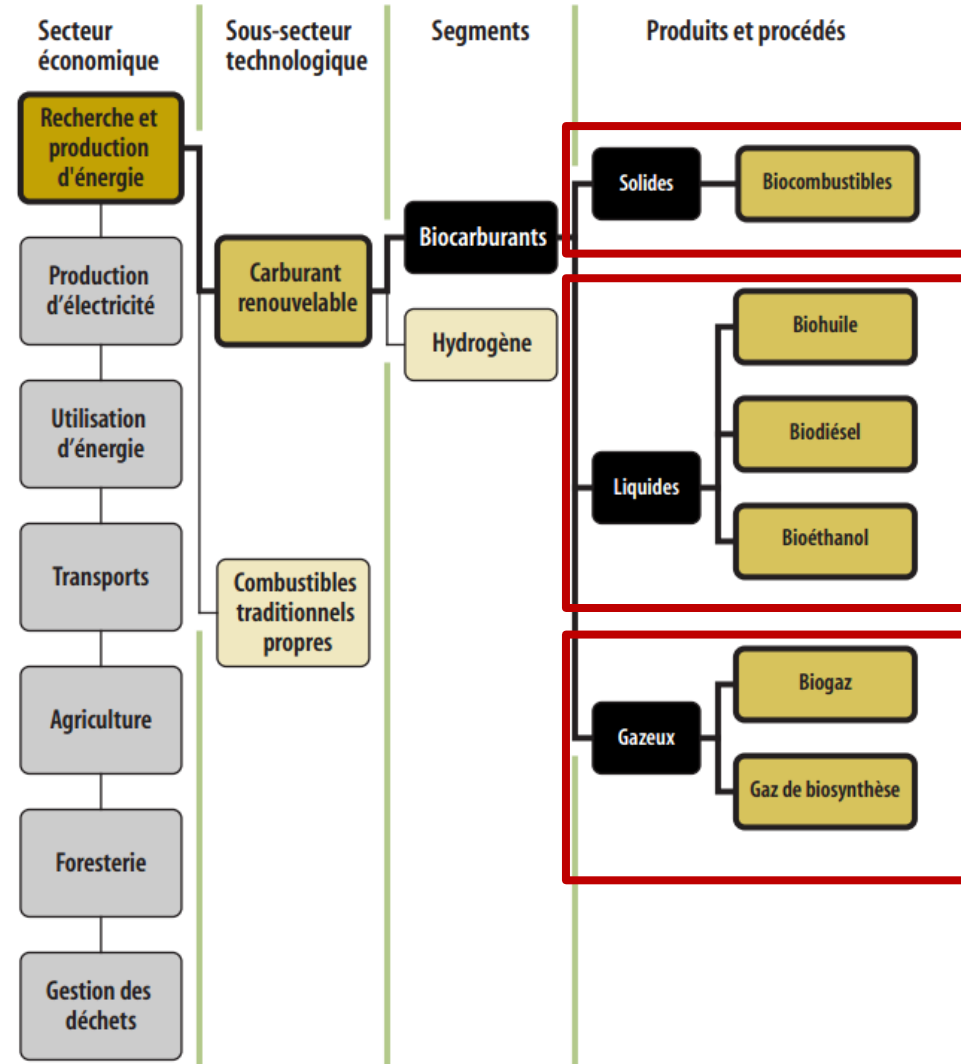 Secteur
économique
Sous-secteur
technologique
Segments
Produits et procédés
Recherche et
production
d'énergie
Production
d’électricité
Utilisation
d’énergie
Transports
Agriculture
Foresterie
Gestion des
déchets
Carburant
renouvelable
Combustibles
traditionnels
propres
Biocarburants
Hydrogène
Solides
Biocombustibles
Liquides
Biohuile
Biodiésel
Bioéthanol
Gazeux
Biogaz
Gaz de biosynthèse